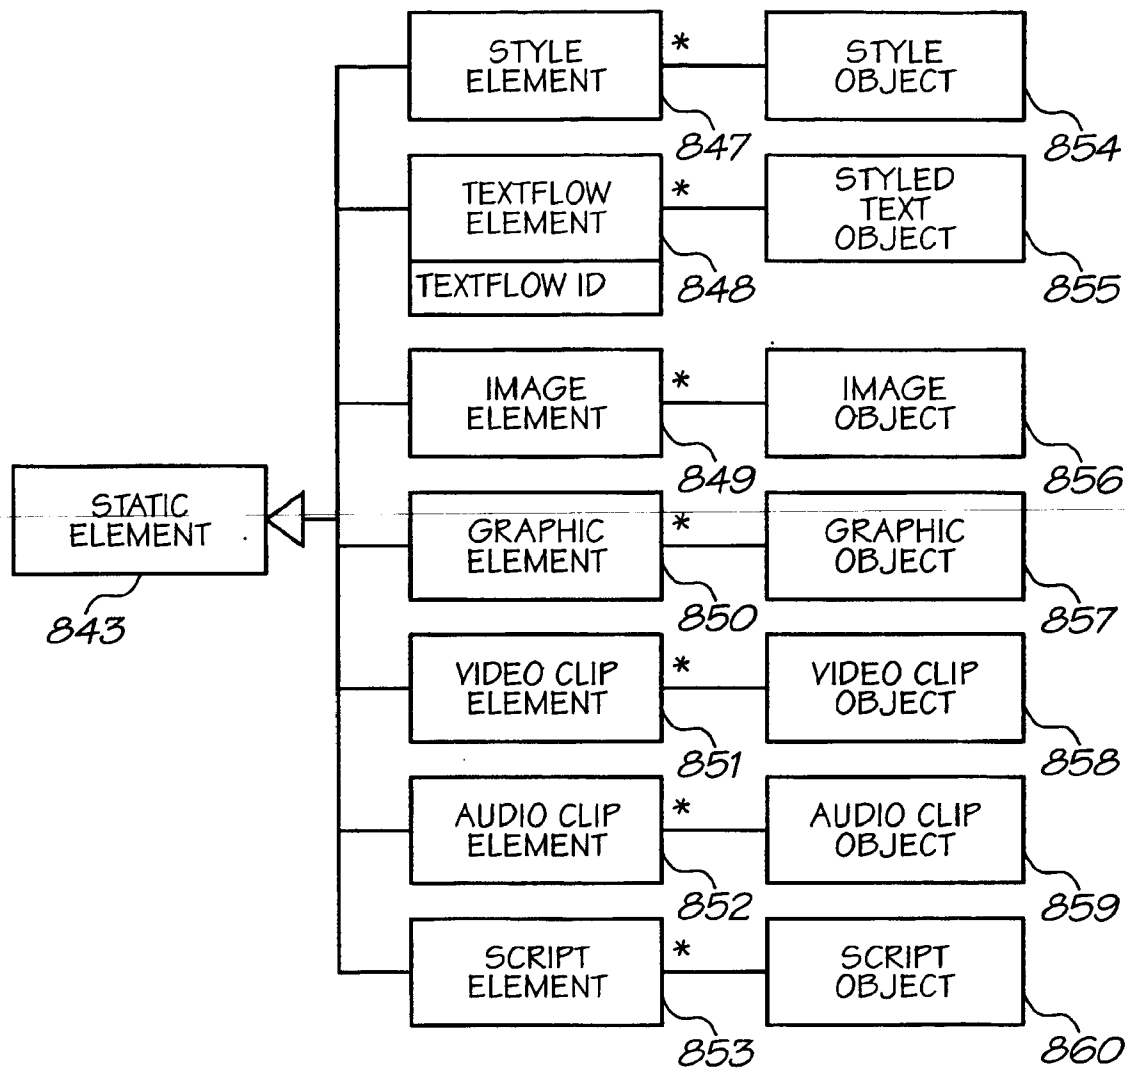 STYLE
ELEMENT
*
STYLE
OBJECT
847
854
TEXTFLOW
ELEMENT
*
STYLED
TEXT
OBJECT
TEXTFLOW ID
848
855
IMAGE
ELEMENT
*
IMAGE
OBJECT
849
856
STATIC
ELEMENT
843
GRAPHIC
ELEMENT
*
GRAPHIC
OBJECT
850
857
VIDEO CLIP
ELEMENT
*
VIDEO CLIP
OBJECT
851
858
AUDIO CLIP
ELEMENT
*
AUDIO CLIP
OBJECT
852
859
SCRIPT
ELEMENT
*
SCRIPT
OBJECT
853
860